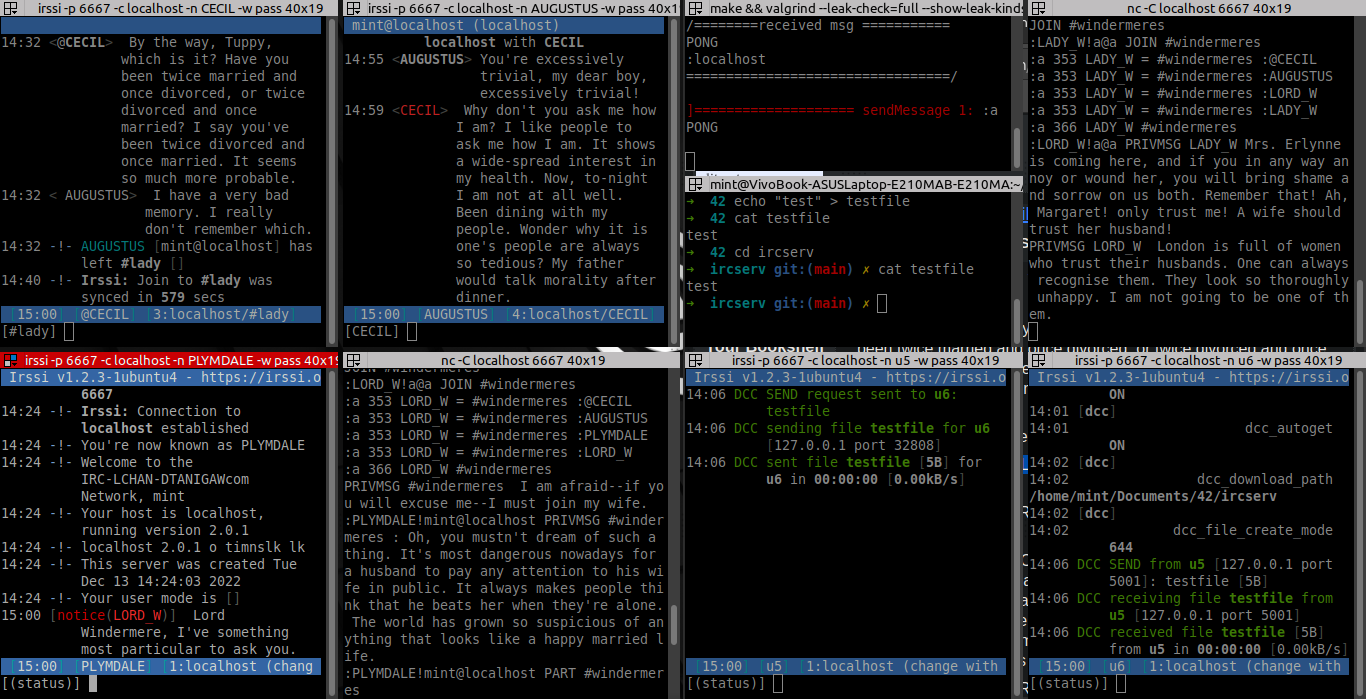 irssi -p 6667 -c localhost -n CECIL -w pass 40x19
14:32 <@CECIL>  By the way, Tuppy,
which is it? Have you
been twice married and
once divorced, or twice
divorced and once
married? I say you've
been twice divorced and
once married. It seems
so much more probable.
14:32 < AUGUSTUS>  I have a very bad
memory. I really
don't remember which.
14:32 -!- AUGUSTUS [mint@localhost] has
left #lady []
14:40 -!- Irssi: Join to #lady was
synced in 579 secs
[15:00] [@CECIL] [3:localhost/#lady]
[#lady]
irssi -p 6667 -c localhost -n AUGUSTUS -w pass 40x1
mint@localhost (localhost)
localhost with CECIL
14:55 <AUGUSTUS> You're excessively
trivial, my dear boy,
excessively trivial!
14:59 <CECIL>  Why don't you ask me how
I am? I like people to
ask me how I am. It shows
a wide-spread interest in
my health. Now, to-night
I am not at all well.
Been dining with my
people. Wonder why it is
one's people are always
so tedious? My father
would talk morality after
dinner.
[15:00] [AUGUSTUS] [4:localhost/CECIL]
[CECIL]
make && valgrind --leak-check=full --show-leak-kinds
/========received msg ===========
PONG
:localhost
=================================/
]==================== sendMessage 1: :a
PONG
mint@VivoBook-ASUSLaptop-E210MAB-E210MA:~/
→  42 echo "test" > testfile
→  42 cat testfile
test
→  42 cd ircserv
→  ircserv git:(main) ✗ cat testfile
test
→  ircserv git:(main) ✗
nc -C localhost 6667 40x19
JOIN #windermeres
:LADY_W!a@a JOIN #windermeres
:a 353 LADY_W = #windermeres :@CECIL
:a 353 LADY_W = #windermeres :AUGUSTUS
:a 353 LADY_W = #windermeres :LORD_W
:a 353 LADY_W = #windermeres :LADY_W
:a 366 LADY_W #windermeres
:LORD_W!a@a PRIVMSG LADY_W Mrs. Erlynne
is coming here, and if you in any way an
noy or wound her, you will bring shame a
nd sorrow on us both. Remember that! Ah,
Margaret! only trust me! A wife should
trust her husband!
PRIVMSG LORD_W  London is full of women
who trust their husbands. One can always
recognise them. They look so thoroughly
unhappy. I am not going to be one of th
em.
irssi -p 6667 -c localhost -n PLYMDALE -w pass 40x19
Irssi v1.2.3-1ubuntu4 - https://irssi.o
6667
14:24 -!- Irssi: Connection to
localhost established
14:24 -!- You're now known as PLYMDALE
14:24 -!- Welcome to the
IRC-LCHAN-DTANIGAWcom
Network, mint
14:24 -!- Your host is localhost,
running version 2.0.1
14:24 -!- localhost 2.0.1 o timnslk lk
14:24 -!- This server was created Tue
Dec 13 14:24:03 2022
14:24 -!- Your user mode is []
15:00 [notice(LORD_W)]  Lord
Windermere, I've something
most particular to ask you.
[15:00] [PLYMDALE] [1:localhost (chang
[(status)]
nc -C localhost 6667 40x19
JOIN #windermeres
:LORD_W!a@a JOIN #windermeres
:a 353 LORD_W = #windermeres :@CECIL
:a 353 LORD_W = #windermeres :AUGUSTUS
:a 353 LORD_W = #windermeres :PLYMDALE
:a 353 LORD_W = #windermeres :LORD_W
:a 366 LORD_W #windermeres
PRIVMSG #windermeres  I am afraid--if yo
u will excuse me--I must join my wife.
:PLYMDALE!mint@localhost PRIVMSG #winder
meres : Oh, you mustn't dream of such a
thing. It's most dangerous nowadays for
a husband to pay any attention to his wi
fe in public. It always makes people thi
nk that he beats her when they're alone.
The world has grown so suspicious of an
ything that looks like a happy married l
ife.
:PLYMDALE!mint@localhost PART #windermer
es
irssi -p 6667 -c localhost -n u5 -w pass 40x19
Irssi v1.2.3-1ubuntu4 - https://irssi.o
14:06 DCC SEND request sent to u6:
testfile
14:06 DCC sending file testfile for u6
[127.0.0.1 port 32808]
14:06 DCC sent file testfile [5B] for
u6 in 00:00:00 [0.00kB/s]
[15:00] [u5] [1:localhost (change with
[(status)]
irssi -p 6667 -c localhost -n u6 -w pass 40x19
Irssi v1.2.3-1ubuntu4 - https://irssi.o
ON
14:01 [dcc]
14:01 dcc_autoget
ON
14:02 [dcc]
14:02 dcc_download_path
/home/mint/Documents/42/ircserv
14:02 [dcc]
14:02 dcc_file_create_mode
644
14:06 DCC SEND from u5 [127.0.0.1 port
5001]: testfile [5B]
14:06 DCC receiving file testfile from
u5 [127.0.0.1 port 5001]
14:06 DCC received file testfile [5B]
from u5 in 00:00:00 [0.00kB/s]
[15:00] [u6] [1:localhost (change with
[(status)]